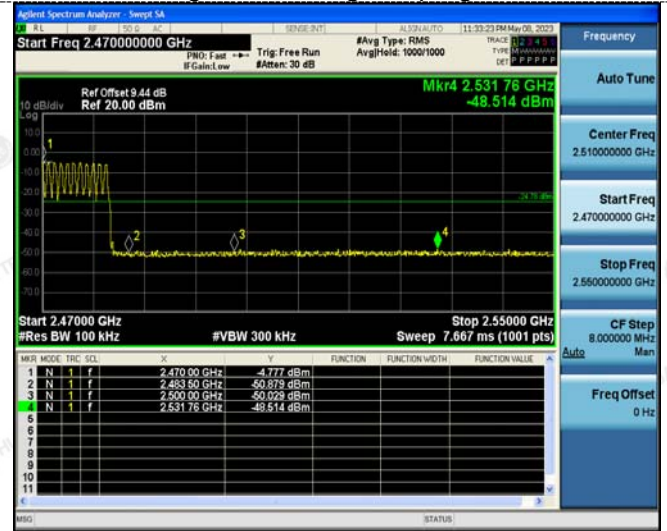 Agilent Spectrum Analyzer - Swept SA
RL RF 50 Ω AC SENSE:INT ALIGN AUTO 11:33:23 PM May 08, 2023
Start Freq 2.470000000 GHz
PNO: Fast
IFGain:Low
Trig: Free Run
#Atten: 30 dB
#Avg Type: RMS
Avg|Hold: 1000/1000
TRACE 1 2 3 4 5 6
TYPE
DET P P P P P P
Ref Offset 9.44 dB
10 dB/div Ref 20.00 dBm
Log
Mkr4 2.531 76 GHz
-48.514 dBm
10.0
0.00
-10.0
-20.0
-30.0
-40.0
-50.0
-60.0
-70.0
1
2
3
4
Start 2.47000 GHz
Stop 2.55000 GHz
#Res BW 100 kHz
#VBW 300 kHz
Sweep 7.667 ms (1001 pts)
MKR MODE TRC SCL X Y FUNCTION FUNCTION WIDTH FUNCTION VALUE
1 N 1 f 2.470 00 GHz -4.777 dBm
2 N 1 f 2.483 50 GHz -50.879 dBm
3 N 1 f 2.500 00 GHz -50.029 dBm
4 N 1 f 2.531 76 GHz -48.514 dBm
5
6
7
8
9
10
11
MSG
STATUS
Frequency
Auto Tune
Center Freq
2.510000000 GHz
Start Freq
2.470000000 GHz
Stop Freq
2.550000000 GHz
CF Step
8.000000 MHz
Auto Man
Freq Offset
0 Hz